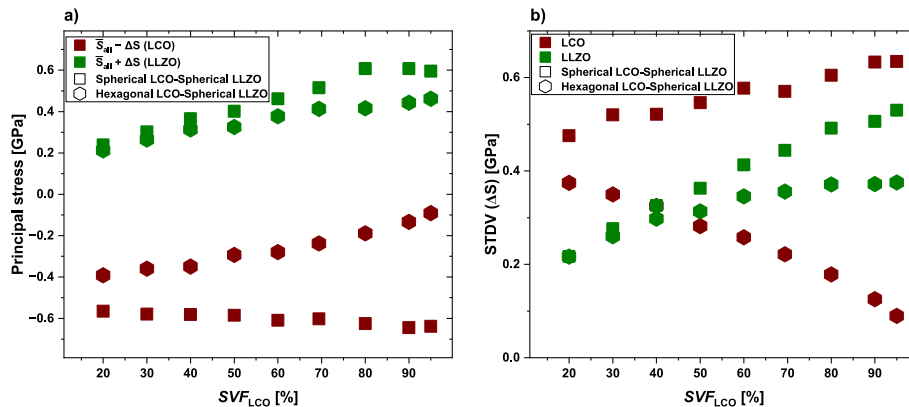 a)
S̅all − ΔS (LCO)
S̅all + ΔS (LLZO)
Spherical LCO-Spherical LLZO
Hexagonal LCO-Spherical LLZO
0.6
0.4
0.2
0.0
−0.2
−0.4
−0.6
Principal stress [GPa]
20 30 40 50 60 70 80 90
SVFLCO [%]
b)
LCO
LLZO
Spherical LCO-Spherical LLZO
Hexagonal LCO-Spherical LLZO
0.6
0.4
0.2
0.0
STDV (ΔS) [GPa]
20 30 40 50 60 70 80 90
SVFLCO [%]